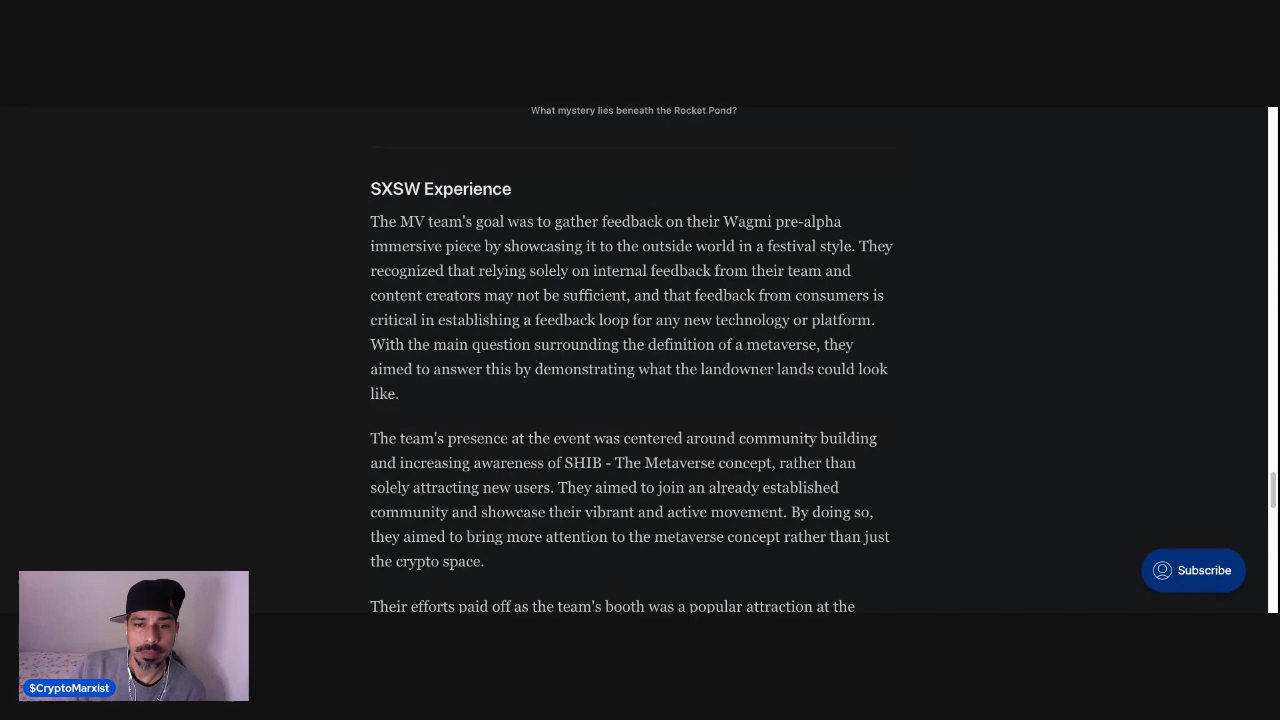 What mystery lies beneath the Rocket Pond?
SXSW Experience
The MV team's goal was to gather feedback on their Wagmi pre-alpha
immersive piece by showcasing it to the outside world in a festival style. They
recognized that relying solely on internal feedback from their team and
content creators may not be sufficient, and that feedback from consumers is
critical in establishing a feedback loop for any new technology or platform.
With the main question surrounding the definition of a metaverse, they
aimed to answer this by demonstrating what the landowner lands could look
like.
The team's presence at the event was centered around community building
and increasing awareness of SHIB - The Metaverse concept, rather than
solely attracting new users. They aimed to join an already established
community and showcase their vibrant and active movement. By doing so,
they aimed to bring more attention to the metaverse concept rather than just
the crypto space.
Their efforts paid off as the team's booth was a popular attraction at the
Subscribe
$CryptoMarxist